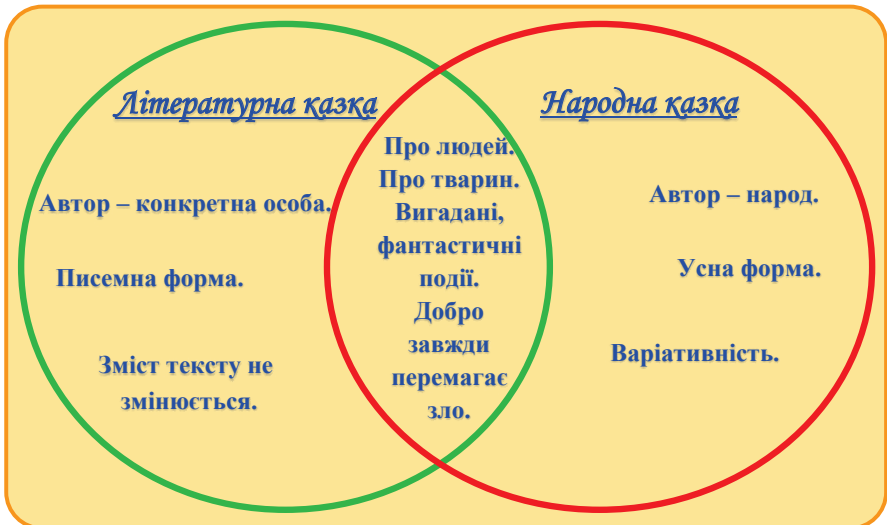 Літературна казка
Автор – конкретна особа.
Писемна форма.
Зміст тексту не
змінюється.
Про людей.
Про тварин.
Вигадані,
фантастичні
події.
Добро
завжди
перемагає
зло.
Народна казка
Автор – народ.
Усна форма.
Варіативність.